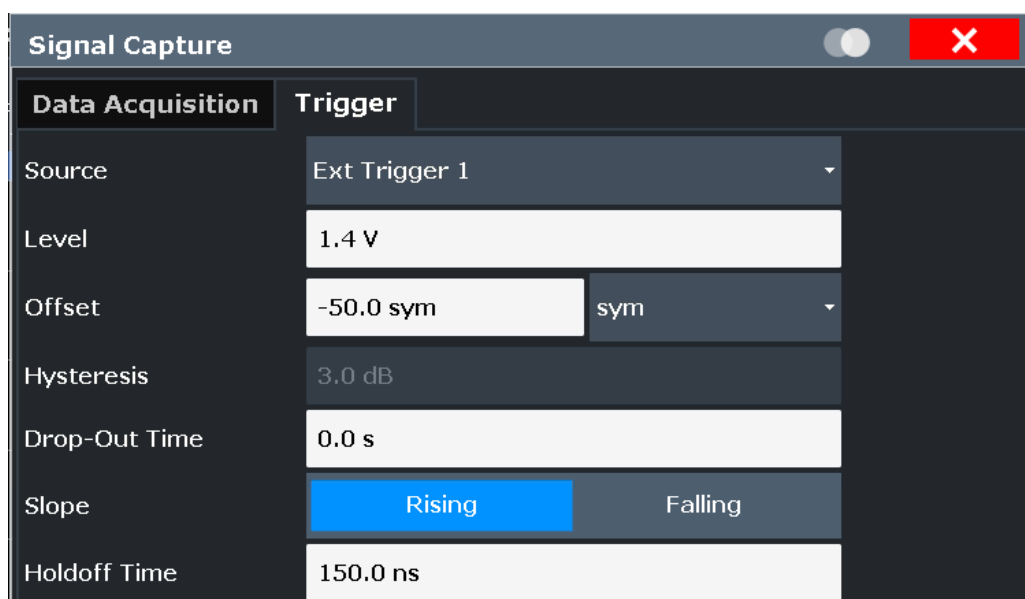 Signal Capture
Data Acquisition Trigger
Source Ext Trigger 1
Level 1.4 V
Offset -50.0 sym sym
Hysteresis 3.0 dB
Drop-Out Time 0.0 s
Slope Rising Falling
Holdoff Time 150.0 ns